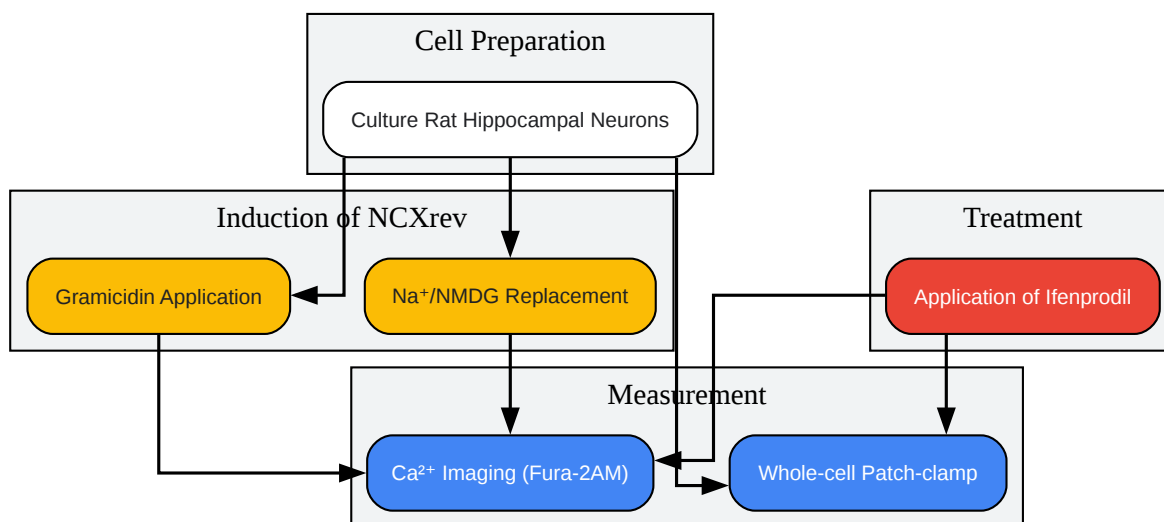 Cell Preparation
Culture Rat Hippocampal Neurons
Induction of NCXrev
Treatment
Gramicidin Application
Na⁺/NMDG Replacement
Application of Ifenprodil
Measurement
Ca²⁺ Imaging (Fura-2AM)
Whole-cell Patch-clamp